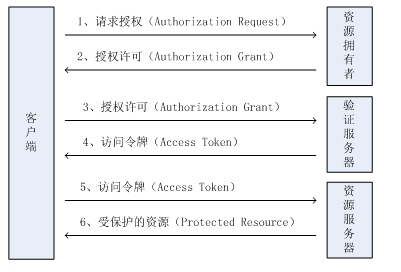 1、请求授权（Authorization Request）
2、授权许可（Authorization Grant）
资源拥有者
客户端
3、授权许可（Authorization Grant）
4、访问令牌（Access Token）
验证服务器
5、访问令牌（Access Token）
6、受保护的资源（Protected Resource）
资源服务器